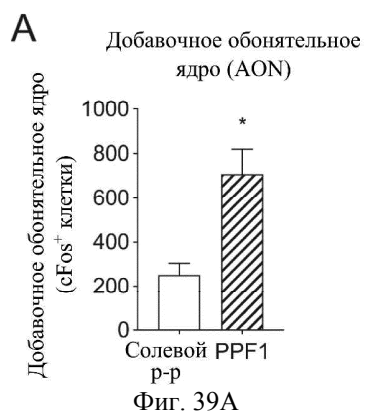 A
Добавочное обонятельное
ядро (AON)
Добавочное обонятельное ядро
(cFos⁺ клетки)
1000
800
600
400
200
0
*
Солевой PPF1
р-р
Фиг. 39A